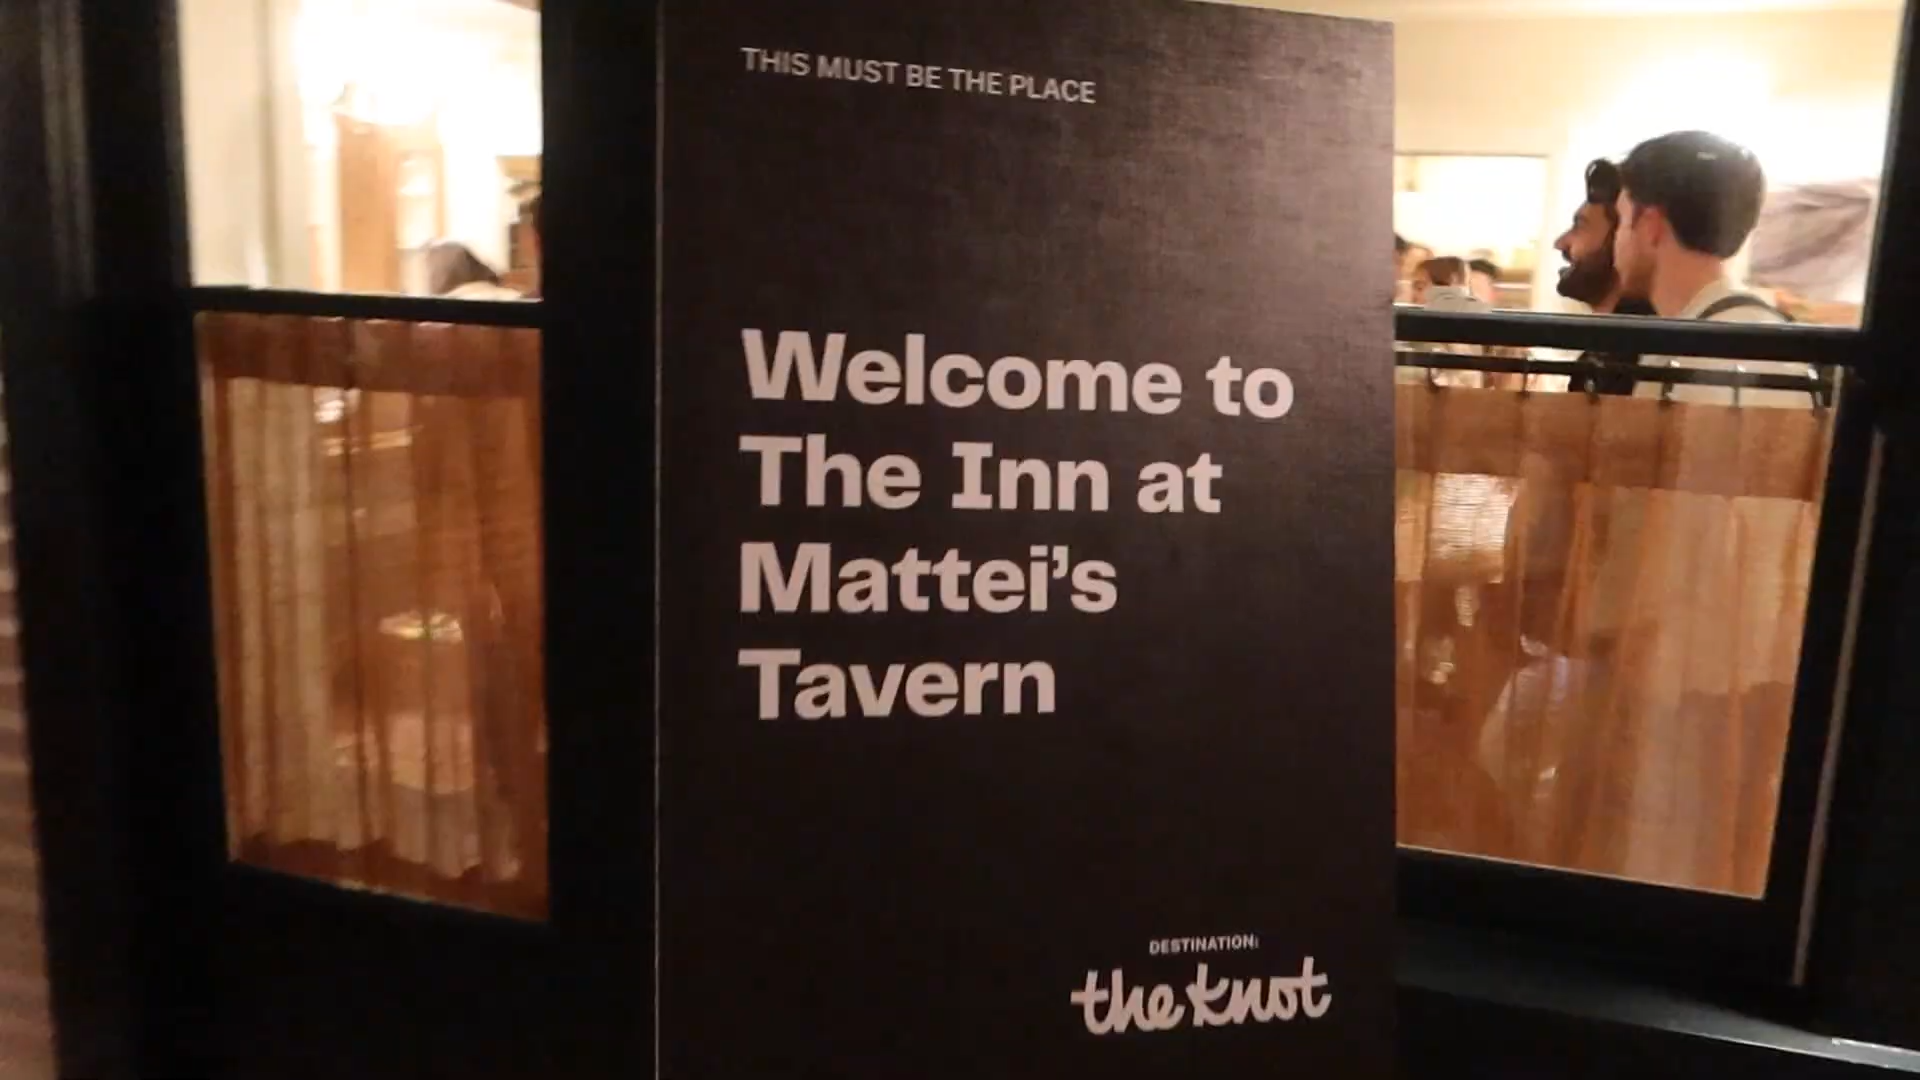 THIS MUST BE THE PLACE
Welcome to
The Inn at
Mattei's
Tavern
DESTINATION:
the knot